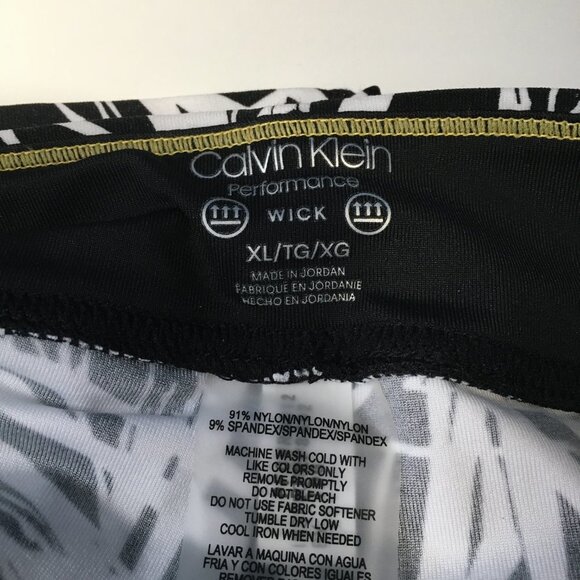 Calvin Klein
Performance
WICK
XL/TG/XG
MADE IN JORDAN
FABRIQUE EN JORDANIE
HECHO EN JORDANIA
91% NYLON/NYLON/NYLON
9% SPANDEX/SPANDEX/SPANDEX
MACHINE WASH COLD WITH
LIKE COLORS ONLY
REMOVE PROMPTLY
DO NOT BLEACH
DO NOT USE FABRIC SOFTENER
TUMBLE DRY LOW
COOL IRON WHEN NEEDED
LAVAR A MAQUINA CON AGUA
FRIA Y CON COLORES IGUALES